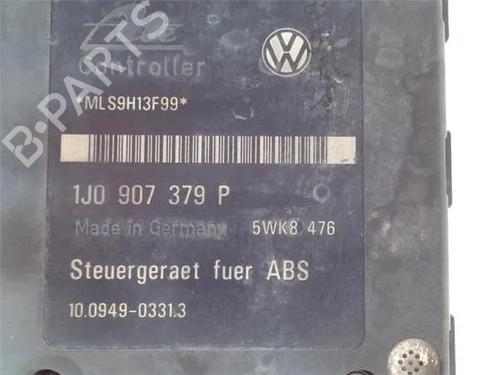 B-PARTS
Controller
*MLS9H13F99*
1J0 907 379 P
Made in Germany 5WK8 476
Steuergeraet fuer ABS
10.0949-0331.3